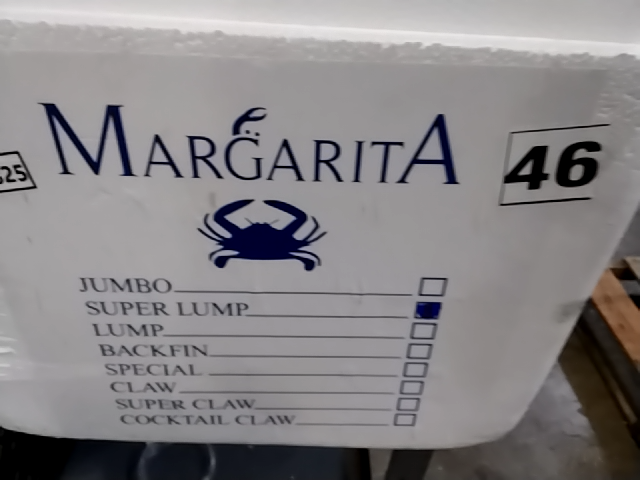 MARGARITA
46
JUMBO
SUPER LUMP
LUMP
BACKFIN
SPECIAL
CLAW
SUPER CLAW
COCKTAIL CLAW